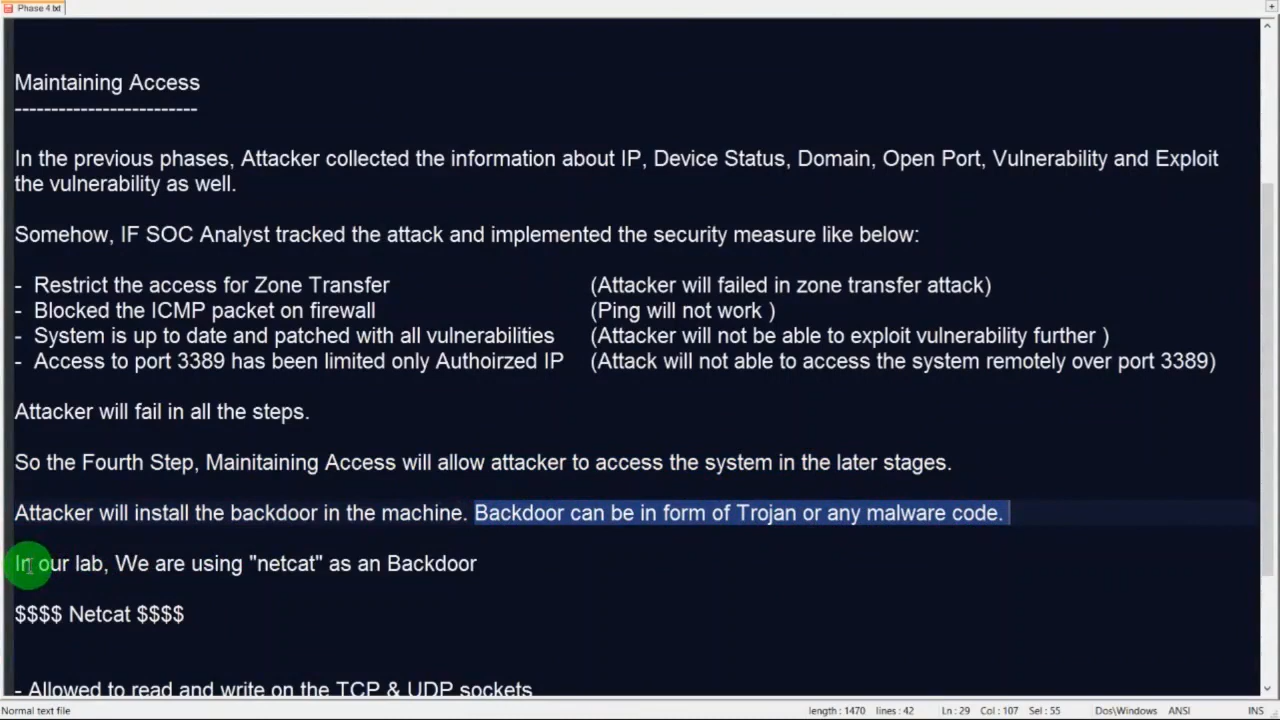 Phase 4.txt
Maintaining Access
-------------------------
In the previous phases, Attacker collected the information about IP, Device Status, Domain, Open Port, Vulnerability and Exploit
the vulnerability as well.
Somehow, IF SOC Analyst tracked the attack and implemented the security measure like below:
- Restrict the access for Zone Transfer (Attacker will failed in zone transfer attack)
- Blocked the ICMP packet on firewall (Ping will not work )
- System is up to date and patched with all vulnerabilities (Attacker will not be able to exploit vulnerability further )
- Access to port 3389 has been limited only Authoirzed IP (Attack will not able to access the system remotely over port 3389)
Attacker will fail in all the steps.
So the Fourth Step, Mainitaining Access will allow attacker to access the system in the later stages.
Attacker will install the backdoor in the machine. Backdoor can be in form of Trojan or any malware code.
In our lab, We are using "netcat" as an Backdoor
$$$$ Netcat $$$$
- Allowed to read and write on the TCP & UDP sockets
Normal text file length : 1470 lines : 42 Ln : 29 Col : 107 Sel : 55 Dos\Windows ANSI INS